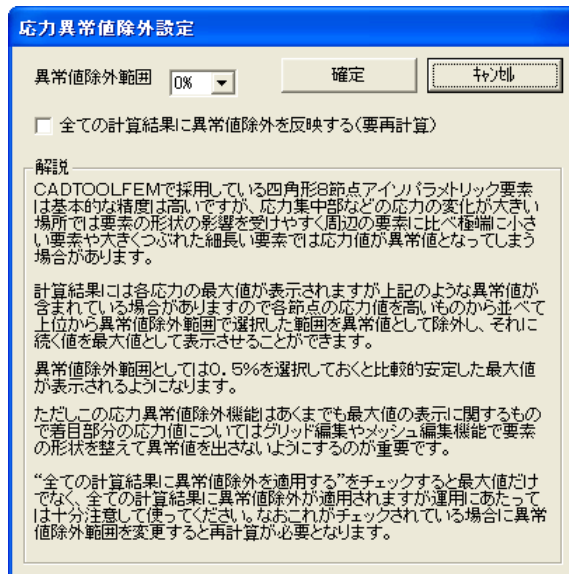 応力異常値除外設定
異常値除外範囲 0% 確定 ｷｬﾝｾﾙ
全ての計算結果に異常値除外を反映する(要再計算)
解説
CADTOOLFEMで採用している四角形8節点アイソパラメトリック要素
は基本的な精度は高いですが、応力集中部などの応力の変化が大きい
場所では要素の形状の影響を受けやすく周辺の要素に比べ極端に小さ
い要素や大きくつぶれた細長い要素では応力値が異常値となってしまう
場合があります。
計算結果には各応力の最大値が表示されますが上記のような異常値が
含まれている場合がありますので各節点の応力値を高いものから並べて
上位から異常値除外範囲で選択した範囲を異常値として除外し、それに
続く値を最大値として表示させることができます。
異常値除外範囲としては0．5%を選択しておくと比較的安定した最大値
が表示されるようになります。
ただしこの応力異常値除外機能はあくまでも最大値の表示に関するもの
で着目部分の応力値についてはグリッド編集やメッシュ編集機能で要素
の形状を整えて異常値を出さないようにするのが重要です。
“全ての計算結果に異常値除外を適用する”をチェックすると最大値だけ
でなく、全ての計算結果に異常値除外が適用されますが運用にあたって
は十分注意して使ってください。なおこれがチェックされている場合に異常
値除外範囲を変更すると再計算が必要となります。